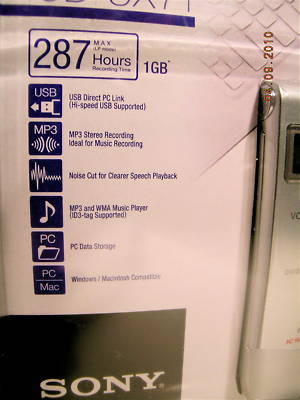 287 MAX (LP mode) Hours Recording Time 1GB*
USB
USB Direct PC Link
(Hi-speed USB Supported)
MP3
MP3 Stereo Recording
Ideal for Music Recording
Noise Cut for Clearer Speech Playback
MP3 and WMA Music Player
(ID3-tag Supported)
PC
PC Data Storage
PC
Mac
Windows / Macintosh Compatible
SONY
09 2010